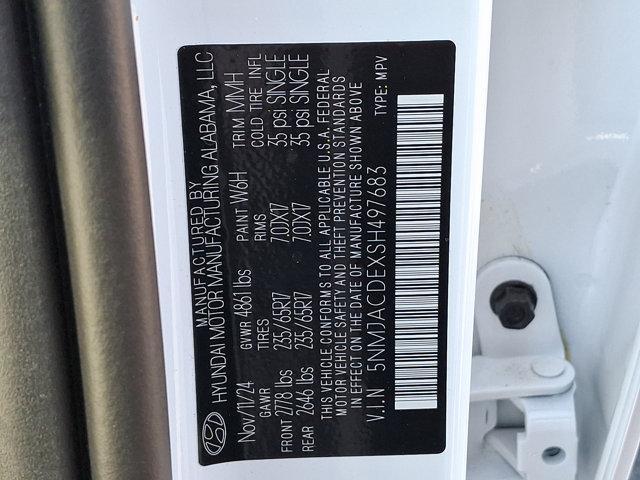 MANUFACTURED BY
HYUNDAI MOTOR MANUFACTURING ALABAMA, LLC
Nov/11/24 GVWR 4861 lbs PAINT W6H TRIM MMH
GAWR TIRES RIMS COLD TIRE INFL
FRONT 2778 lbs 235/65R17 7.0JX17 35 psi SINGLE
REAR 2646 lbs 235/65R17 7.0JX17 35 psi SINGLE
THIS VEHICLE CONFORMS TO ALL APPLICABLE U.S.A. FEDERAL
MOTOR VEHICLE SAFETY AND THEFT PREVENTION STANDARDS
IN EFFECT ON THE DATE OF MANUFACTURE SHOWN ABOVE
V.I.N 5NMJACDEXSH497683 TYPE: MPV